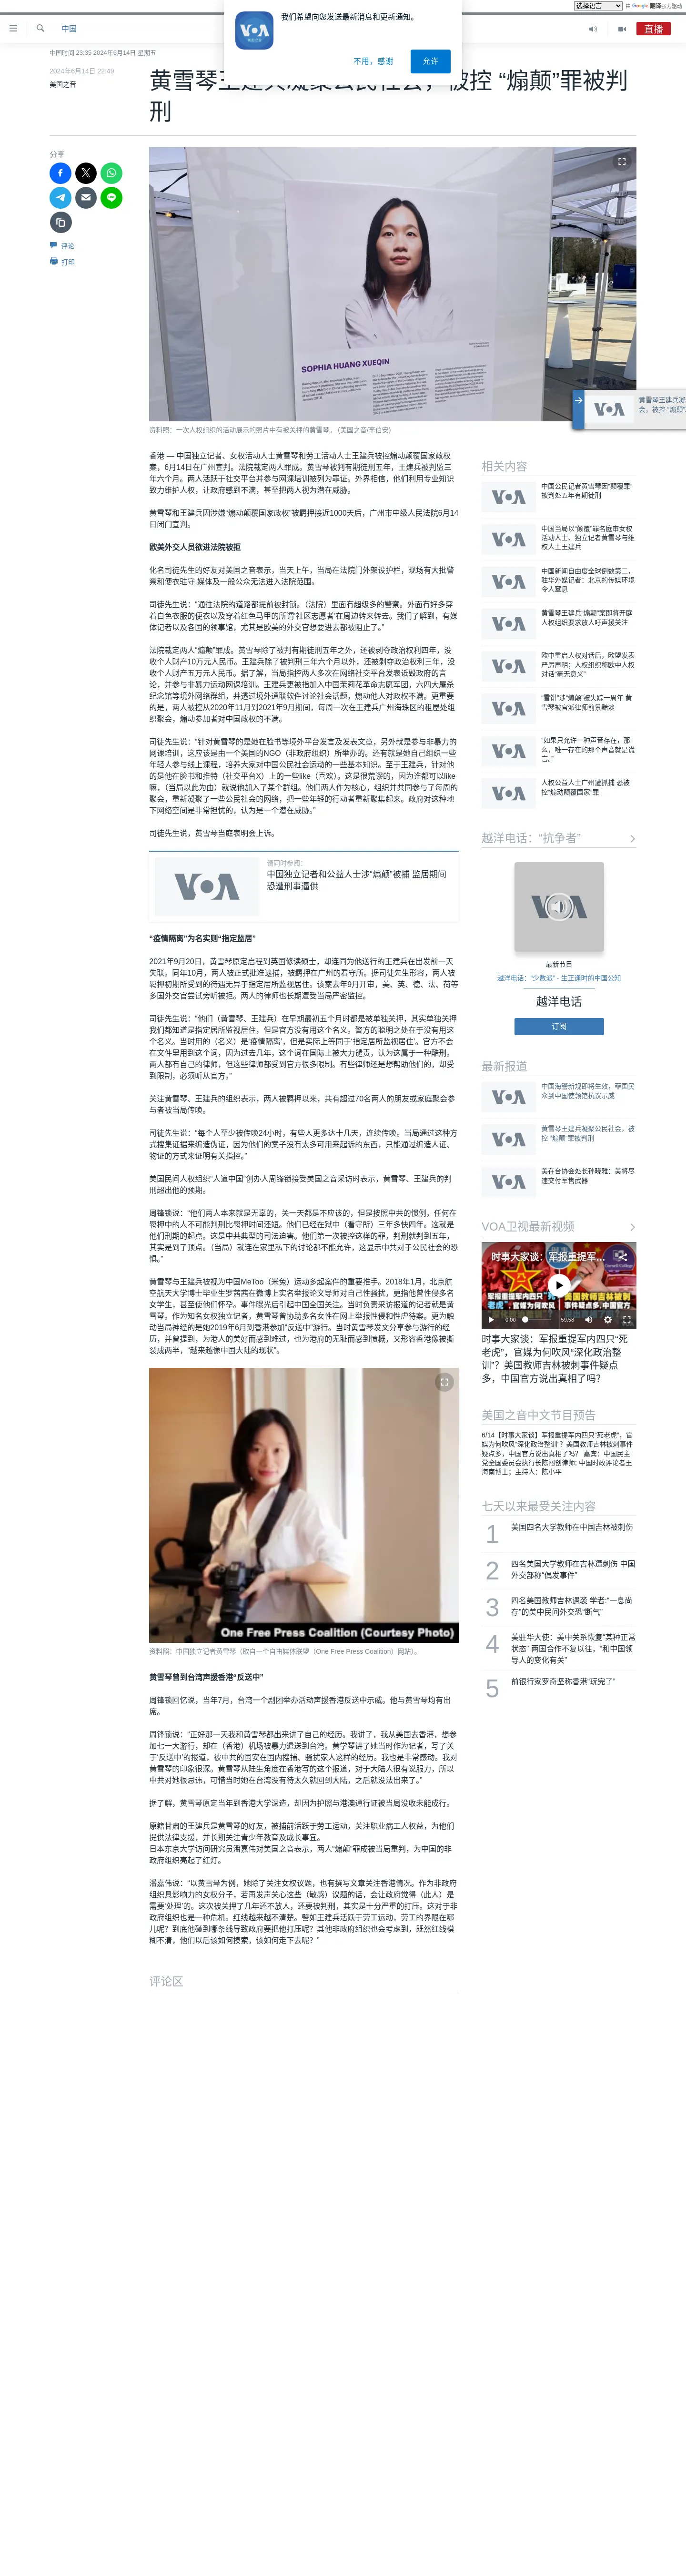 选择语言
由 Google 翻译强力驱动
我们希望向您发送最新消息和更新通知。
VOA
美国之音
不用，感谢
允许
中国
直播
中国时间 23:35 2024年6月14日 星期五
2024年6月14日 22:49
美国之音
黄雪琴王建兵凝聚公民社会，被控 “煽颠”罪被判
刑
分享
评论
打印
SOPHIA HUANG XUEQIN
资料照：一次人权组织的活动展示的照片中有被关押的黄雪琴。 (美国之音/季伯安)
黄雪琴王建兵凝
会，被控 “煽颠”
香港 —  中国独立记者、女权活动人士黄雪琴和劳工活动人士王建兵被控煽动颠覆国家政权
案，6月14日在广州宣判。法院裁定两人罪成。黄雪琴被判有期徒刑五年，王建兵被判监三
年六个月。两人活跃于社交平台并参与网课培训被列为罪证。外界相信，他们利用专业知识
致力维护人权，让政府感到不满，甚至把两人视为潜在威胁。
黄雪琴和王建兵因涉嫌“煽动颠覆国家政权”被羁押接近1000天后，广州市中级人民法院6月14
日闭门宣判。
欧美外交人员欲进法院被拒
化名司徒先生的好友对美国之音表示，当天上午，当局在法院门外架设护栏，现场有大批警
察和便衣驻守,媒体及一般公众无法进入法院范围。
司徒先生说：“通往法院的道路都提前被封锁。（法院）里面有超级多的警察。外面有好多穿
着白色衣服的便衣以及穿着红色马甲的所谓‘社区志愿者’在周边转来转去。我们了解到，有媒
体记者以及各国的领事馆，尤其是欧美的外交官想要进去都被阻止了。”
法院裁定两人“煽颠”罪成。黄雪琴除了被判有期徒刑五年之外，还被剥夺政治权利四年，没
收个人财产10万元人民币。王建兵除了被判刑三年六个月以外，还被剥夺政治权利三年，没
收个人财产五万元人民币。据了解，当局指控两人多次在网络社交平台发表诋毁政府的言
论，并参与非暴力运动网课培训。王建兵更被指加入中国茉莉花革命志愿军团，六四大屠杀
纪念馆等境外网络群组，并透过境外通联软件讨论社会话题，煽动他人对政权不满。更重要
的是，两人被控从2020年11月到2021年9月期间，每周一次在王建兵广州海珠区的租屋处组
织聚会，煽动参加者对中国政权的不满。
司徒先生说：“针对黄雪琴的是她在脸书等境外平台发言及发表文章，另外就是参与非暴力的
网课培训，这应该是由一个美国的NGO（非政府组织）所举办的。还有就是她自己组织一些
年轻人参与线上课程，培养大家对中国公民社会运动的一些基本知识。至于王建兵，针对他
的是他在脸书和推特（社交平台X）上的一些like（喜欢）。这是很荒谬的，因为谁都可以like
嘛，（当局以此为由）就说他加入了某个群组。他们两人作为核心，组织并共同参与了每周的
聚会，重新凝聚了一些公民社会的网络，把一些年轻的行动者重新聚集起来。政府对这种地
下网络空间是非常担忧的，认为是一个潜在威胁。”
司徒先生说，黄雪琴当庭表明会上诉。
VOA
请同时参阅:
中国独立记者和公益人士涉“煽颠”被捕 监居期间
恐遭刑事逼供
“疫情隔离”为名实则“指定监居”
2021年9月20日，黄雪琴原定启程到英国修读硕士，却连同为他送行的王建兵在出发前一天
失联。同年10月，两人被正式批准逮捕，被羁押在广州的看守所。据司徒先生形容，两人被
羁押初期所受到的待遇无异于指定居所监视居住。该案去年9月开审，美、英、德、法、荷等
多国外交官尝试旁听被拒。两人的律师也长期遭受当局严密监控。
司徒先生说：“他们（黄雪琴、王建兵）在早期最初五个月时都是被单独关押，其实单独关押
我们都知道是指定居所监视居住，但是官方没有用这个名义。警方的聪明之处在于没有用这
个名义。当时用的（名义）是‘疫情隔离’，但是实际上等同于‘指定居所监视居住’。官方不会
在文件里用到这个词，因为过去几年，这个词在国际上被大力谴责，认为这属于一种酷刑。
两人都有自己的律师，但这些律师都受到官方很多限制。有些律师还是想帮助他们的，却受
到限制，必须听从官方。”
关注黄雪琴、王建兵的组织表示，两人被羁押以来，共有超过70名两人的朋友或家庭聚会参
与者被当局传唤。
司徒先生说：“每个人至少被传唤24小时，有些人更多达十几天，连续传唤。当局通过这种方
式搜集证据来编造伪证，因为他们的案子没有太多可用来起诉的东西，只能通过编造人证、
物证的方式来证明有关指控。”
美国民间人权组织“人道中国”创办人周锋锁接受美国之音采访时表示，黄雪琴、王建兵的判
刑超出他的预期。
周锋锁说：“他们两人本来就是无辜的，关一天都是不应该的，但是按照中共的惯例，任何在
羁押中的人不可能判刑比羁押时间还短。他们已经在狱中（看守所）三年多快四年。这就是
他们刑期的起点。这是中共典型的司法迫害。他们第一次被控这样的罪，判刑就判到五年，
其实是到了顶点。（当局）就连在家里私下的讨论都不能允许，这显示中共对于公民社会的恐
惧。”
黄雪琴与王建兵被视为中国MeToo（米兔）运动多起案件的重要推手。2018年1月，北京航
空航天大学博士毕业生罗茜茜在微博上实名举报论文导师对自己性骚扰，更指他曾性侵多名
女学生，甚至使他们怀孕。事件曝光后引起中国全国关注。当时负责采访报道的记者就是黄
雪琴。作为知名女权独立记者，黄雪琴曾协助多名女性在网上举报性侵和性虐待案。更为触
动当局神经的是她2019年6月到香港参加“反送中”游行。当时黄雪琴发文分享参与游行的经
历，并曾提到，为港人的美好而感到难过，也为港府的无耻而感到愤慨，又形容香港像被撕
裂成两半，“越来越像中国大陆的现状”。
One Free Press Coalition (Courtesy Photo)
资料照：中国独立记者黄雪琴（取自一个自由媒体联盟（One Free Press Coalition）网站）。
黄雪琴曾到台湾声援香港“反送中”
周锋锁回忆说，当年7月，台湾一个剧团举办活动声援香港反送中示威。他与黄雪琴均有出
席。
周锋锁说：“正好那一天我和黄雪琴都出来讲了自己的经历。我讲了，我从美国去香港，想参
加七一大游行，却在（香港）机场被暴力遣送到台湾。黄学琴讲了她当时作为记者，写了关
于‘反送中’的报道，被中共的国安在国内搜捕、骚扰家人这样的经历。我也是非常感动。我对
黄雪琴的印象很深。黄雪琴从陆生角度在香港写的这个报道，对于大陆人很有说服力，所以
中共对她很忌讳，可惜当时她在台湾没有待太久就回到大陆，之后就没法出来了。”
据了解，黄雪琴原定当年到香港大学深造，却因为护照与港澳通行证被当局没收未能成行。
原籍甘肃的王建兵是黄雪琴的好友，被捕前活跃于劳工运动，关注职业病工人权益，为他们
提供法律支援，并长期关注青少年教育及成长事宜。
日本东京大学访问研究员潘嘉伟对美国之音表示，两人“煽颠”罪成被当局重判，为中国的非
政府组织亮起了红灯。
潘嘉伟说：“以黄雪琴为例，她除了关注女权议题，也有撰写文章关注香港情况。作为非政府
组织具影响力的女权分子，若再发声关心这些（敏感）议题的话，会让政府觉得（此人）是
需要‘处理’的。这次被关押了几年还不放人，还要被判刑，其实是十分严重的打压。这对于非
政府组织也是一种危机。红线越来越不清楚。譬如王建兵活跃于劳工运动，劳工的界限在哪
儿呢？到底他碰到哪条线导致政府要把他打压呢？其他非政府组织也会考虑到，既然红线模
糊不清，他们以后该如何摸索，该如何走下去呢？”
评论区
相关内容
中国公民记者黄雪琴因“颠覆罪”
被判处五年有期徒刑
中国当局以“颠覆”罪名庭审女权
活动人士、独立记者黄雪琴与维
权人士王建兵
中国新闻自由度全球倒数第二，
驻华外媒记者：北京的传媒环境
令人窒息
黄雪琴王建兵“煽颠”案即将开庭
人权组织要求放人吁声援关注
欧中重启人权对话后，欧盟发表
严厉声明；人权组织称欧中人权
对话“毫无意义”
“雪饼”涉“煽颠”被失踪一周年 黄
雪琴被官派律师前景黯淡
“如果只允许一种声音存在，那
么，唯一存在的那个声音就是谎
言。”
人权公益人士广州遭抓捕 恐被
控“煽动颠覆国家”罪
越洋电话：“抗争者”
最新节目
越洋电话：“少数派” - 生正逢时的中国公知
越洋电话
订阅
最新报道
中国海警新规即将生效，菲国民
众到中国使领馆抗议示威
黄雪琴王建兵凝聚公民社会，被
控 “煽颠”罪被判刑
美在台协会处长孙晓雅：美将尽
速交付军售武器
VOA卫视最新视频
时事大家谈：军报重提军…
0:00
59:58
时事大家谈：军报重提军内四只“死
老虎”，官媒为何吹风“深化政治整
训”？美国教师吉林被刺事件疑点
多，中国官方说出真相了吗？
美国之音中文节目预告
6/14【时事大家谈】军报重提军内四只“死老虎”，官
媒为何吹风“深化政治整训”？美国教师吉林被刺事件
疑点多，中国官方说出真相了吗？ 嘉宾：中国民主
党全国委员会执行长陈闯创律师; 中国时政评论者王
海南博士；主持人：陈小平
七天以来最受关注内容
1
美国四名大学教师在中国吉林被刺伤
2
四名美国大学教师在吉林遭刺伤 中国
外交部称“偶发事件”
3
四名美国教师吉林遇袭 学者:“一息尚
存”的美中民间外交恐“断气”
4
美驻华大使：美中关系恢复“某种正常
状态” 两国合作不复以往，“和中国领
导人的变化有关”
5
前银行家罗奇坚称香港“玩完了”